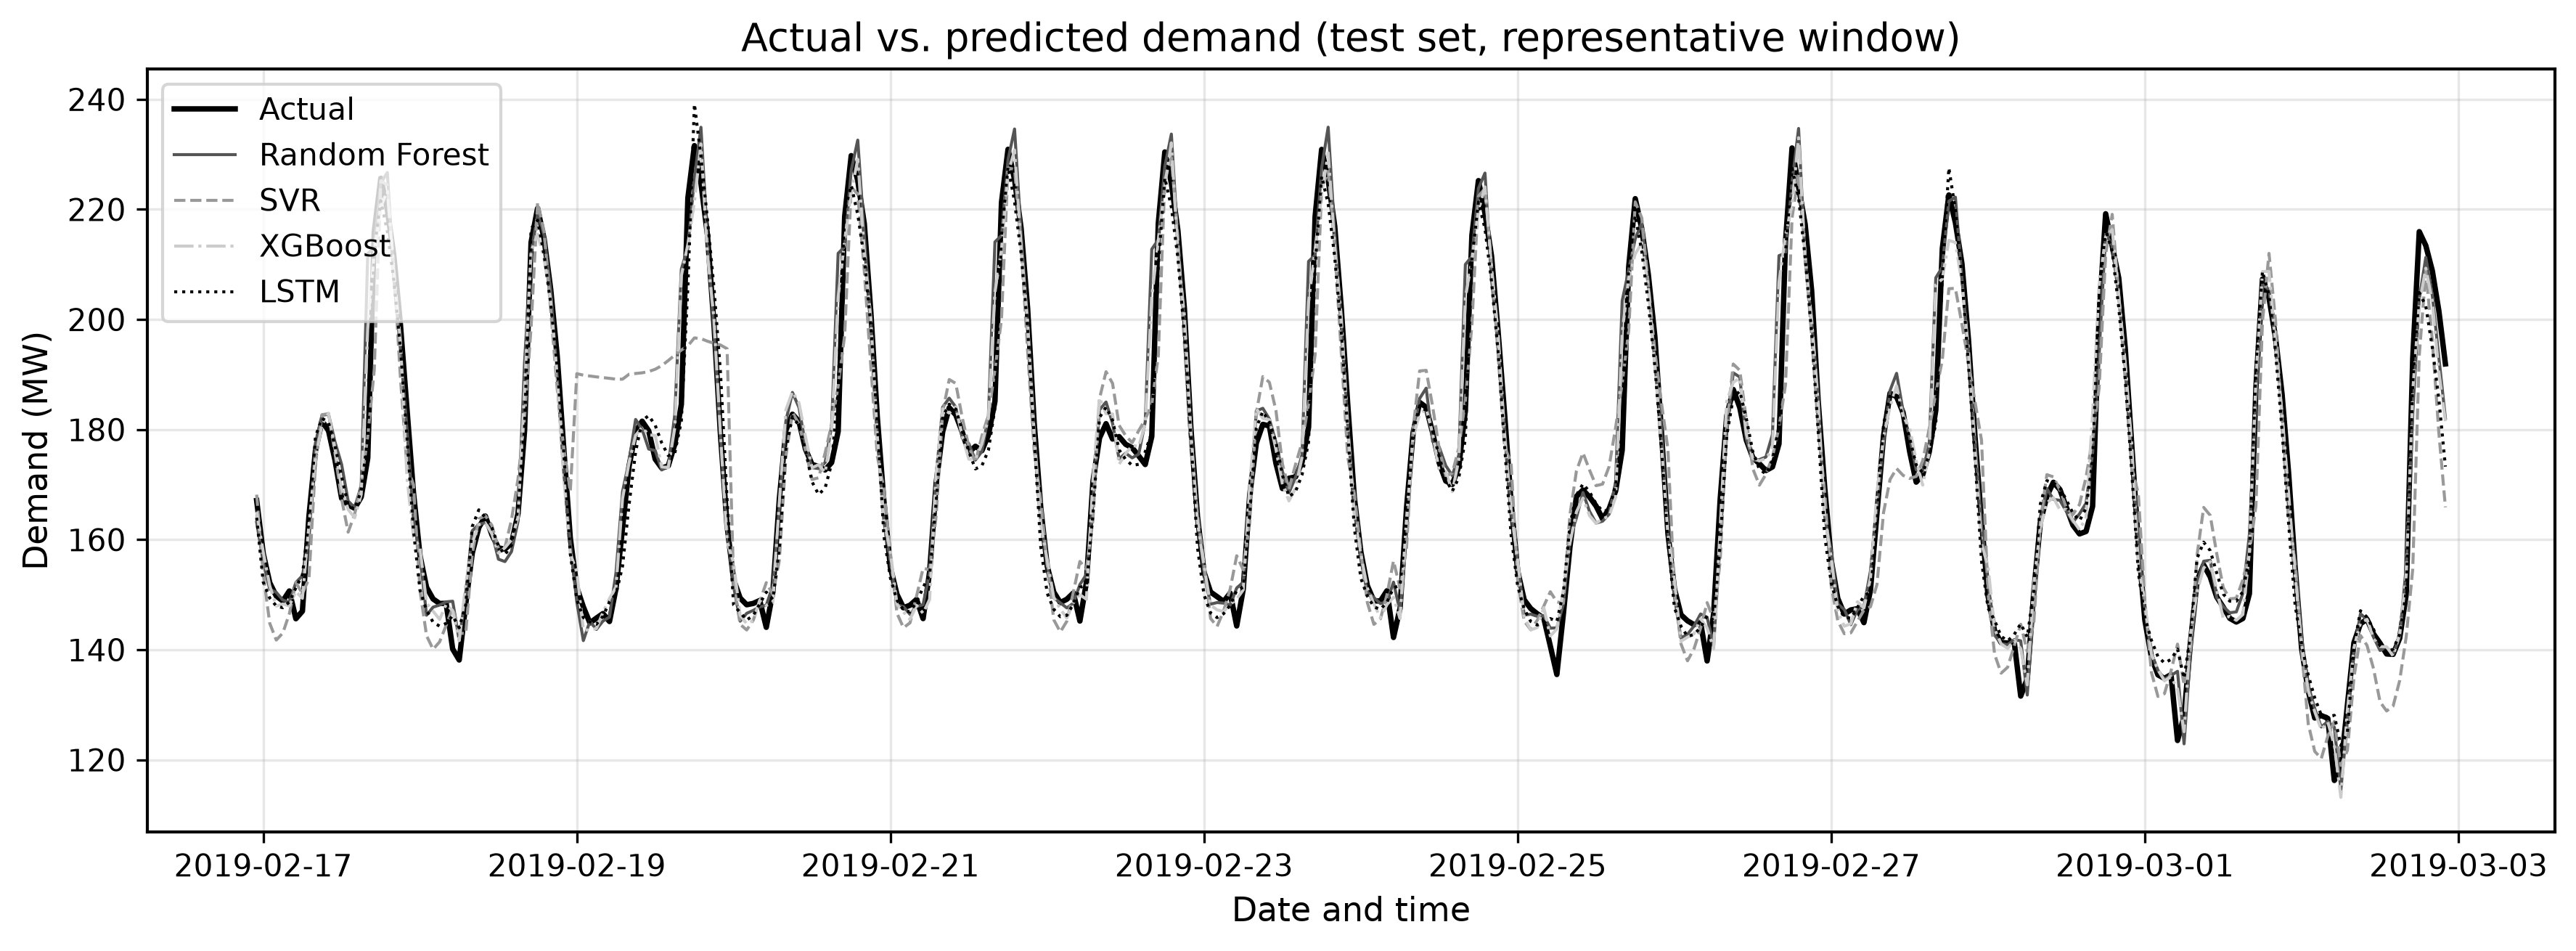 Actual vs. predicted demand (test set, representative window)
Actual
Random Forest
SVR
XGBoost
LSTM
Demand (MW)
240
220
200
180
160
140
120
2019-02-17 2019-02-19 2019-02-21 2019-02-23 2019-02-25 2019-02-27 2019-03-01 2019-03-03
Date and time